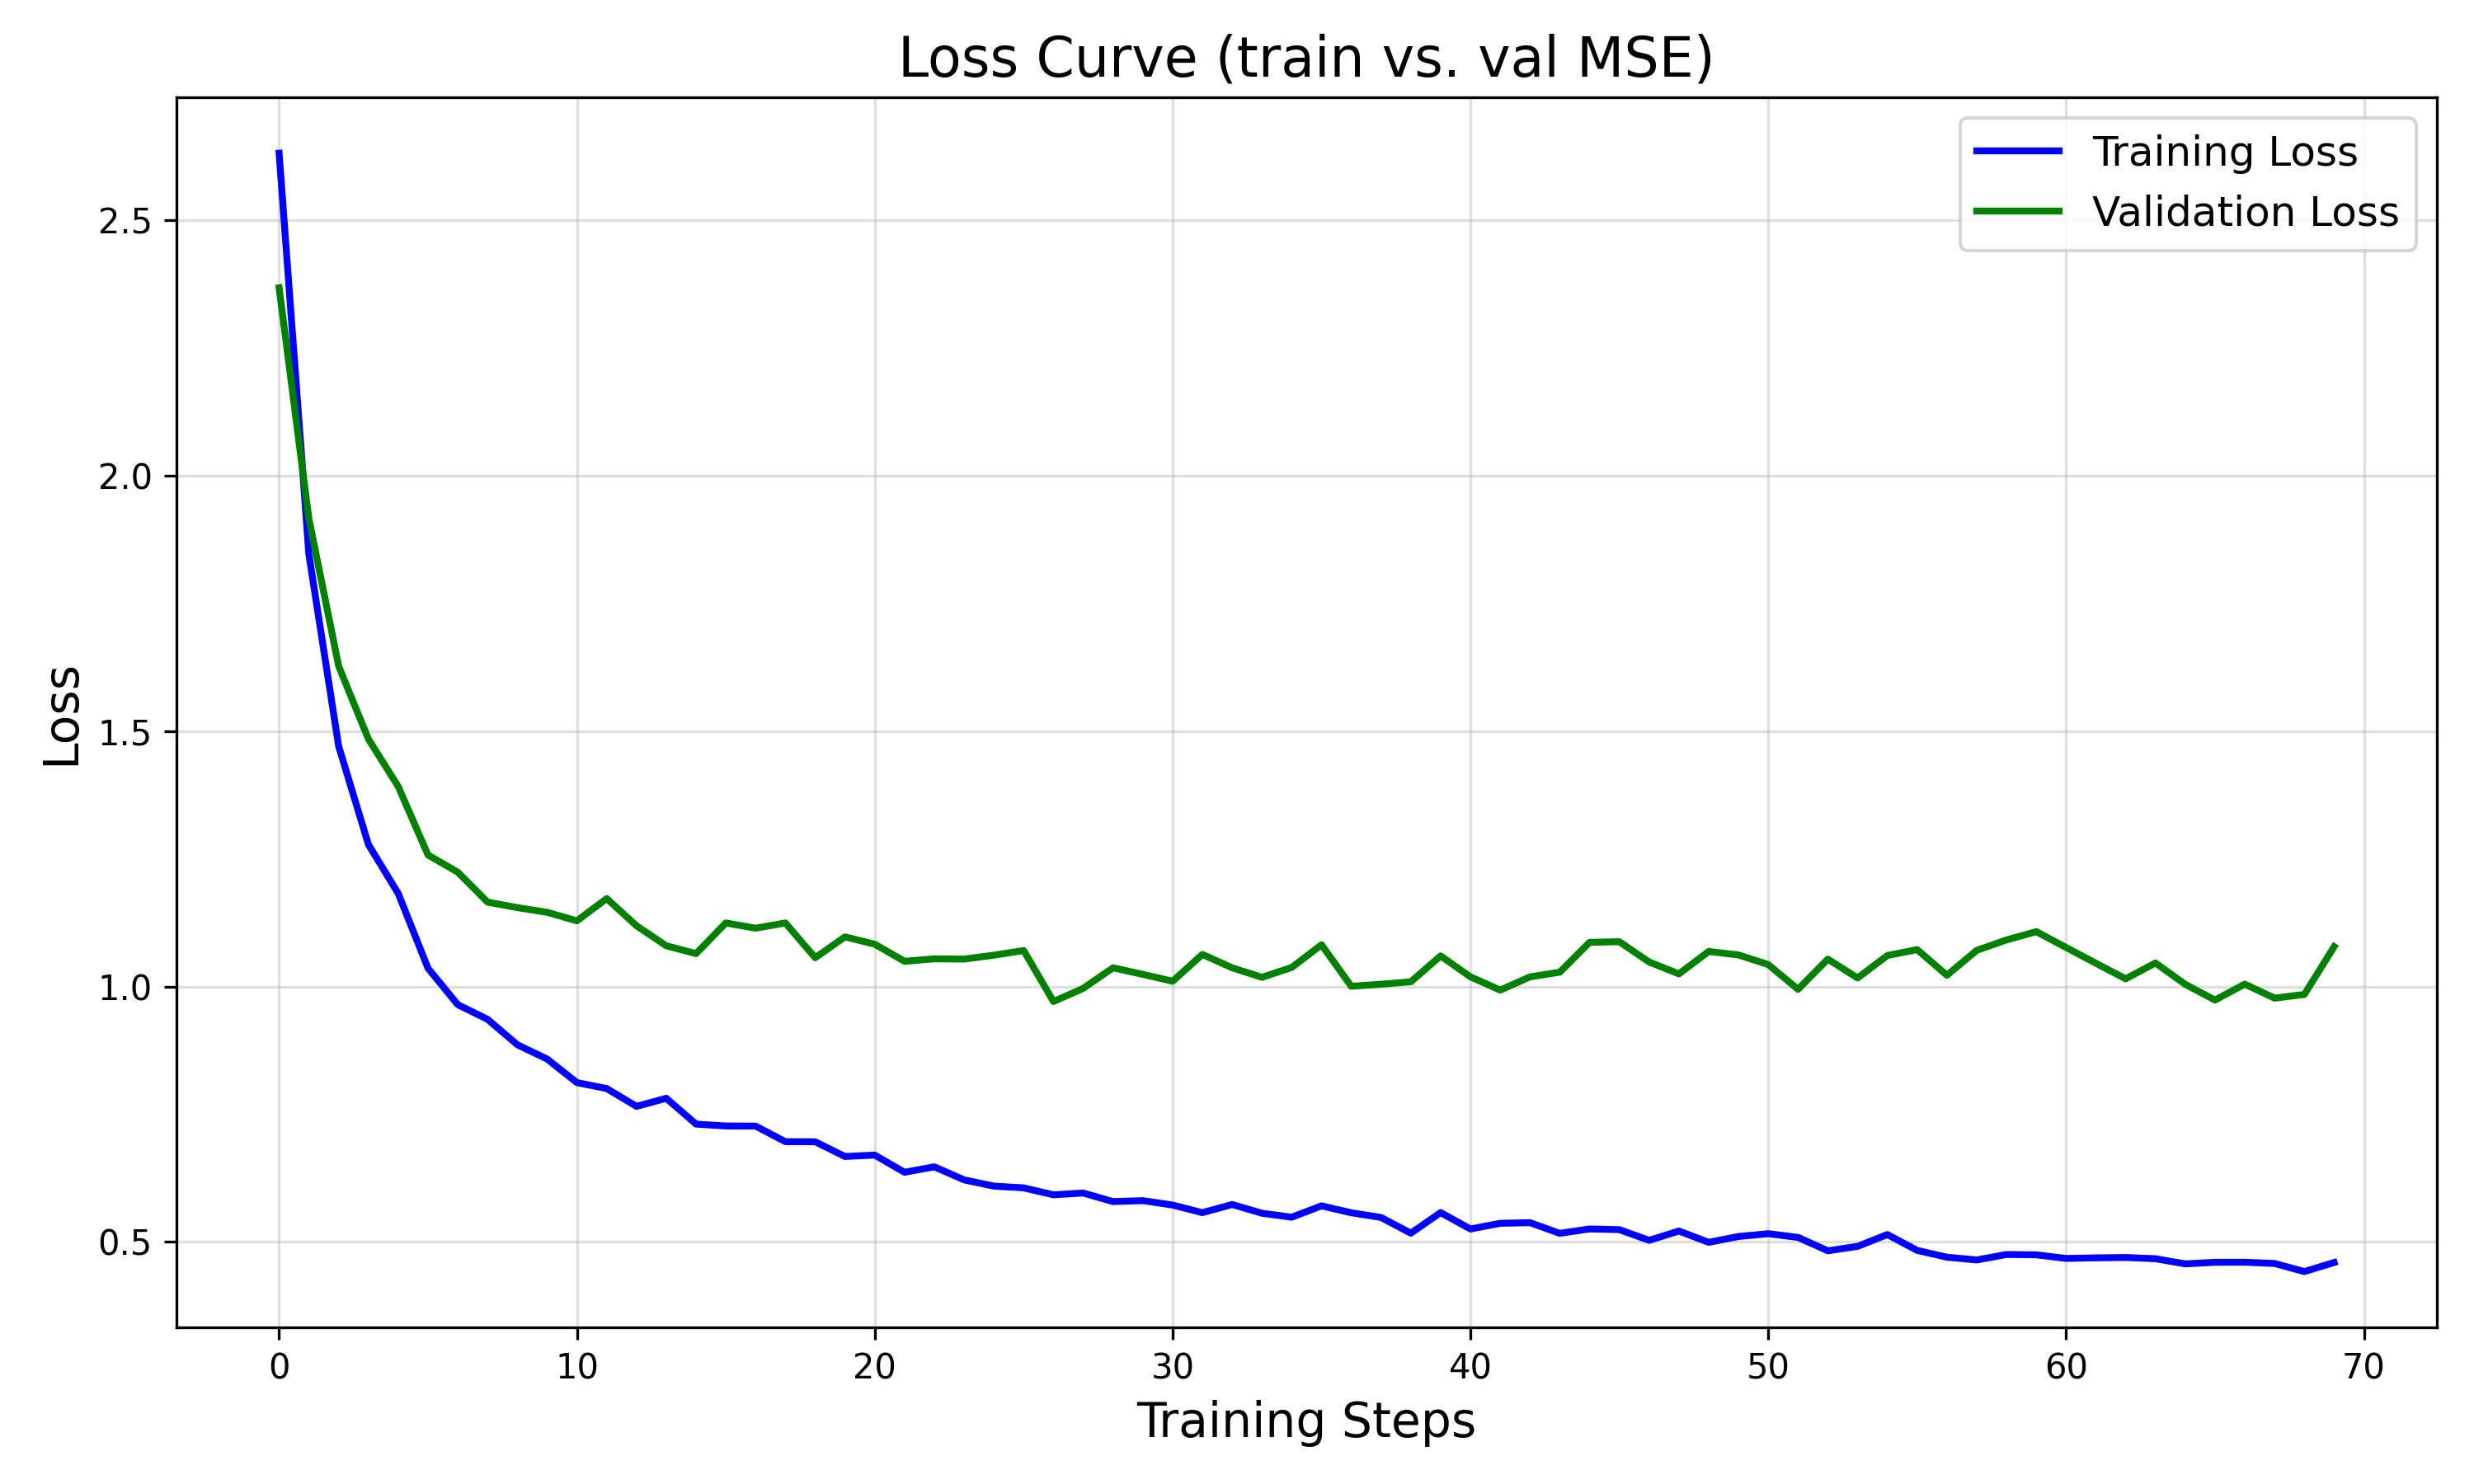 Loss Curve (train vs. val MSE)
Training Loss
Validation Loss
2.5
2.0
1.5
1.0
0.5
Loss
0 10 20 30 40 50 60 70
Training Steps